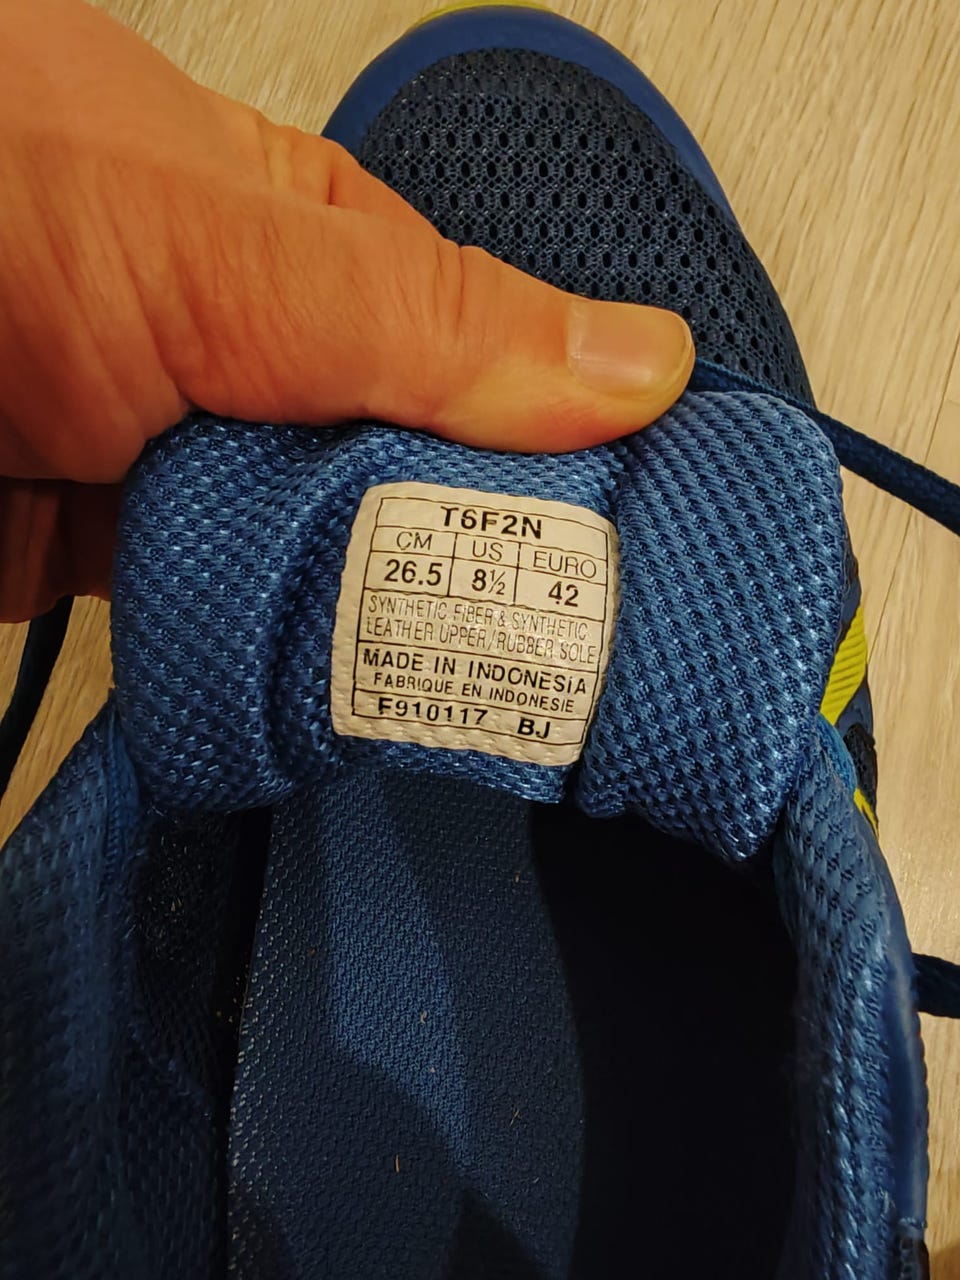 T6F2N
CM US EURO
26.5 8½ 42
SYNTHETIC FIBER & SYNTHETIC
LEATHER UPPER/RUBBER SOLE
MADE IN INDONESIA
FABRIQUE EN INDONESIE
F910117 BJ